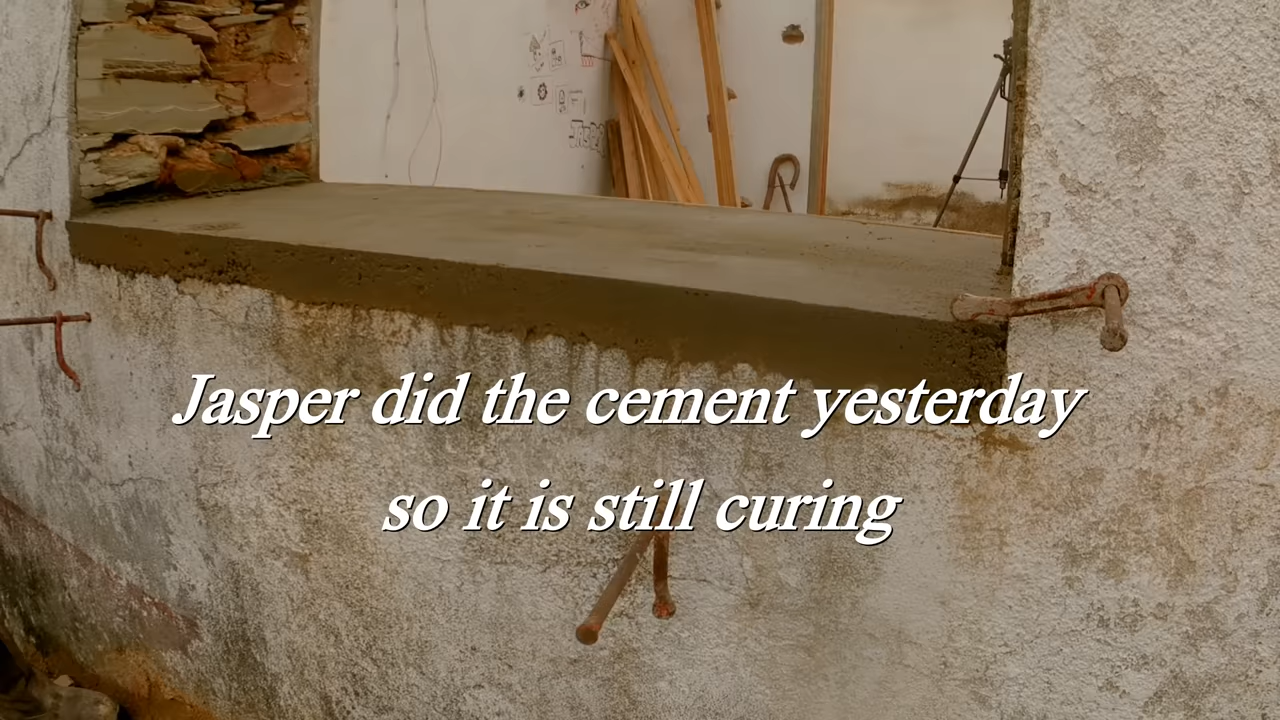 Jasper did the cement yesterday
so it is still curing